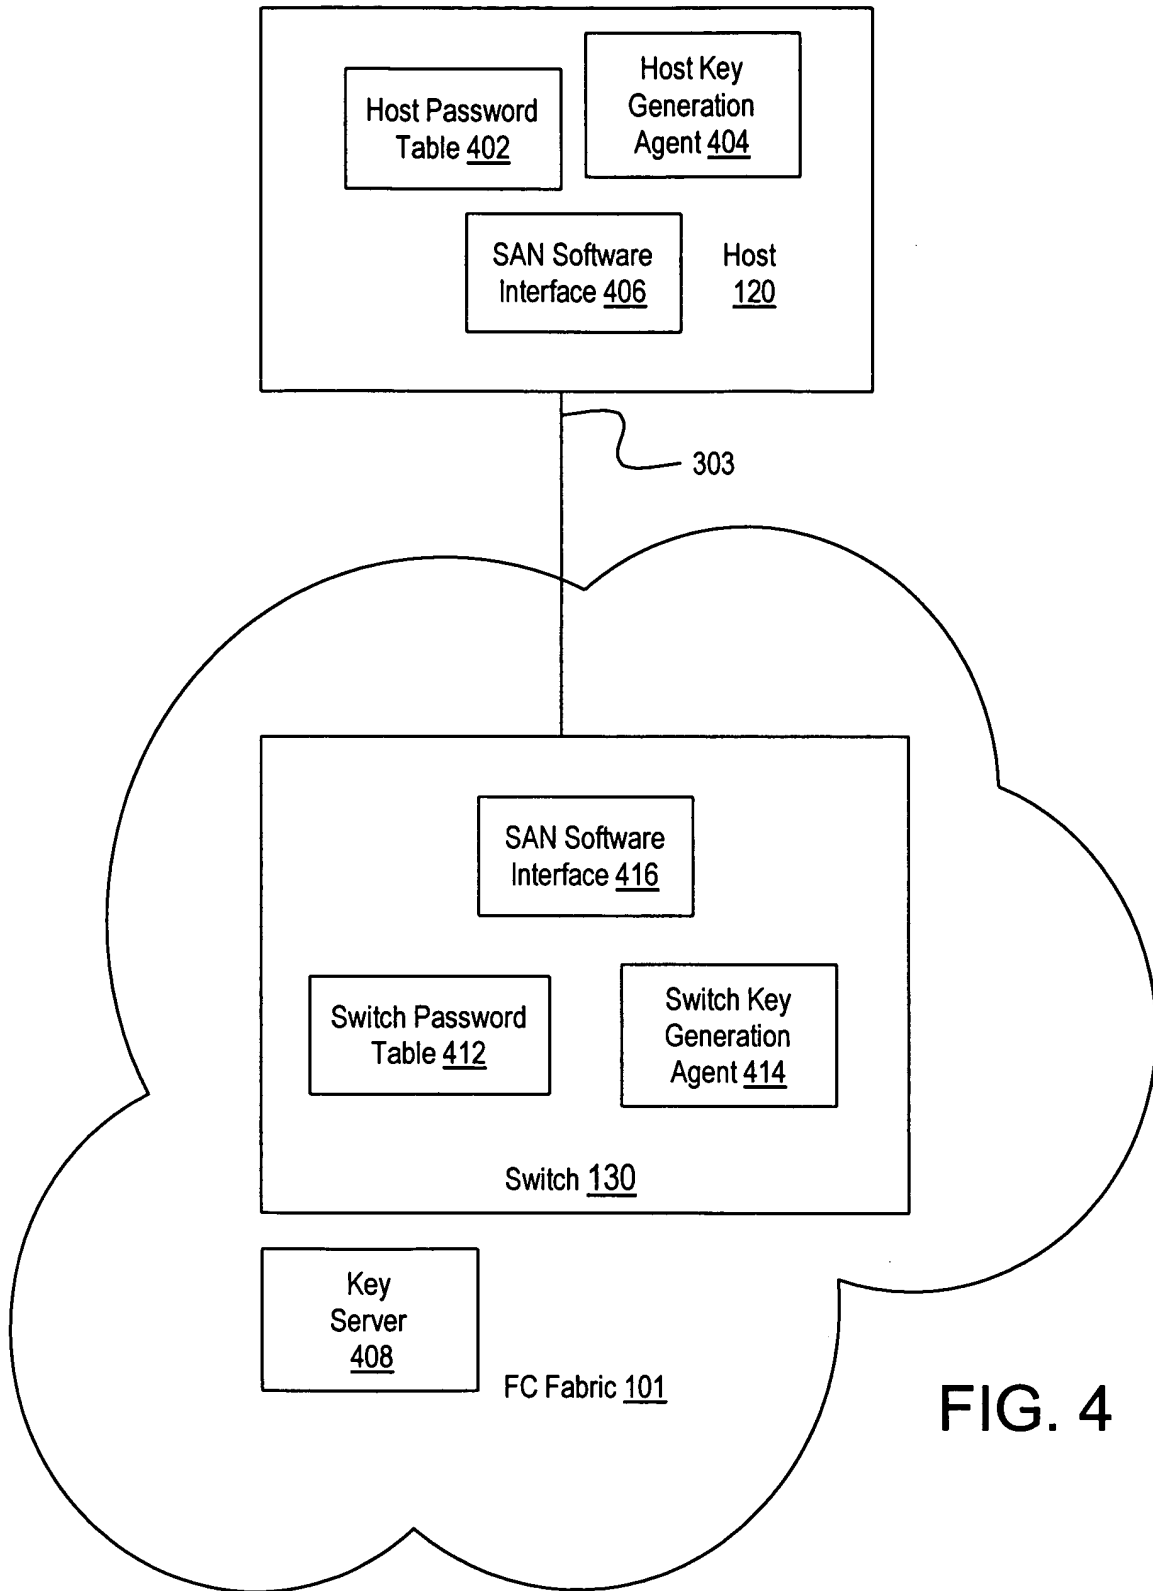 Host Password
Table 402
Host Key
Generation
Agent 404
SAN Software
Interface 406
Host
120
303
SAN Software
Interface 416
Switch Password
Table 412
Switch Key
Generation
Agent 414
Switch 130
Key
Server
408
FC Fabric 101
FIG. 4